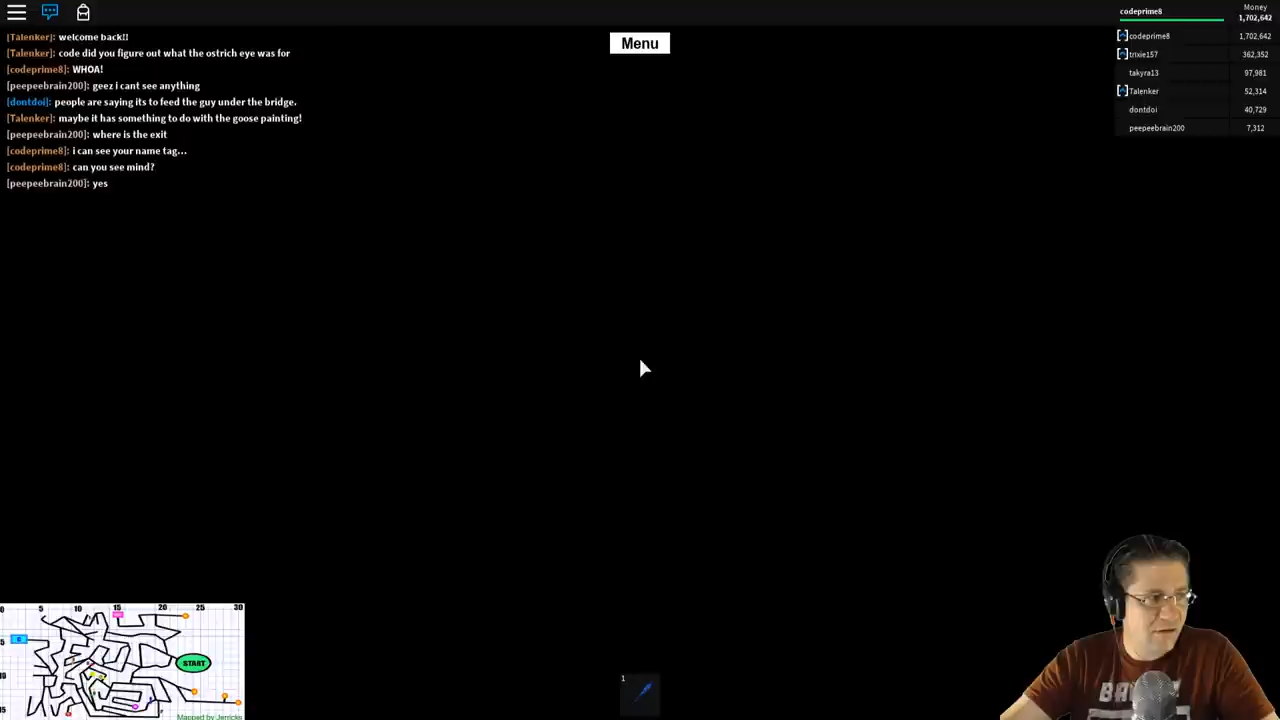 Menu
[Talenker]: welcome back!!
[Talenker]: code did you figure out what the ostrich eye was for
[codeprime8]: WHOA!
[peepeebrain200]: geez i cant see anything
[dontdoi]: people are saying its to feed the guy under the bridge.
[Talenker]: maybe it has something to do with the goose painting!
[peepeebrain200]: where is the exit
[codeprime8]: i can see your name tag...
[codeprime8]: can you see mind?
[peepeebrain200]: yes
codeprime8 Money 1,702,642
codeprime8 1,702,642
trixie157 362,352
takyra13 97,981
Talenker 52,314
dontdoi 40,729
peepeebrain200 7,312
1
0 5 10 15 20 25 30
START
Mapped by Jerricks